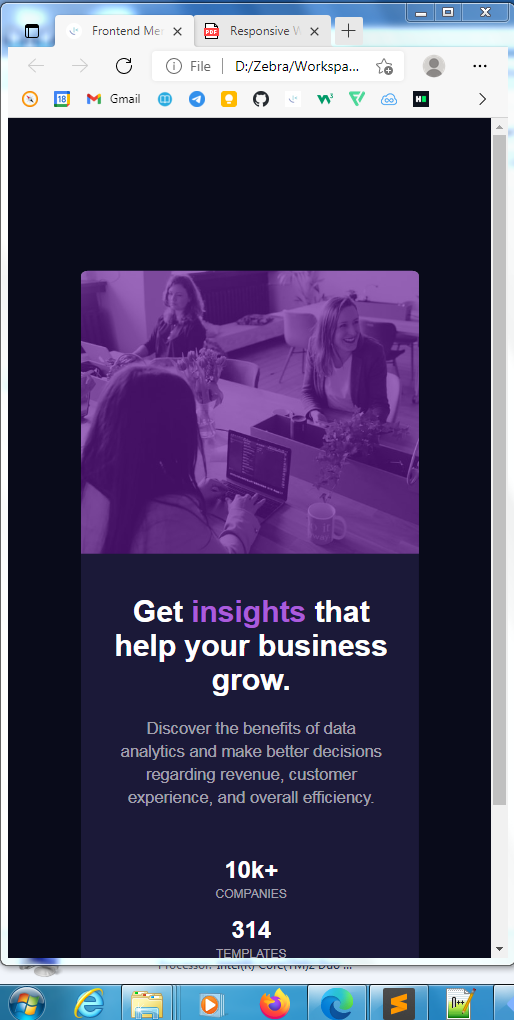 Frontend Mer
Responsive W
File
D:/Zebra/Workspa...
18
Gmail
Get insights that
help your business
grow.
Discover the benefits of data
analytics and make better decisions
regarding revenue, customer
experience, and overall efficiency.
10k+
COMPANIES
314
TEMPLATES
Processor: Intel(R) Core(TM)2 Duo ...